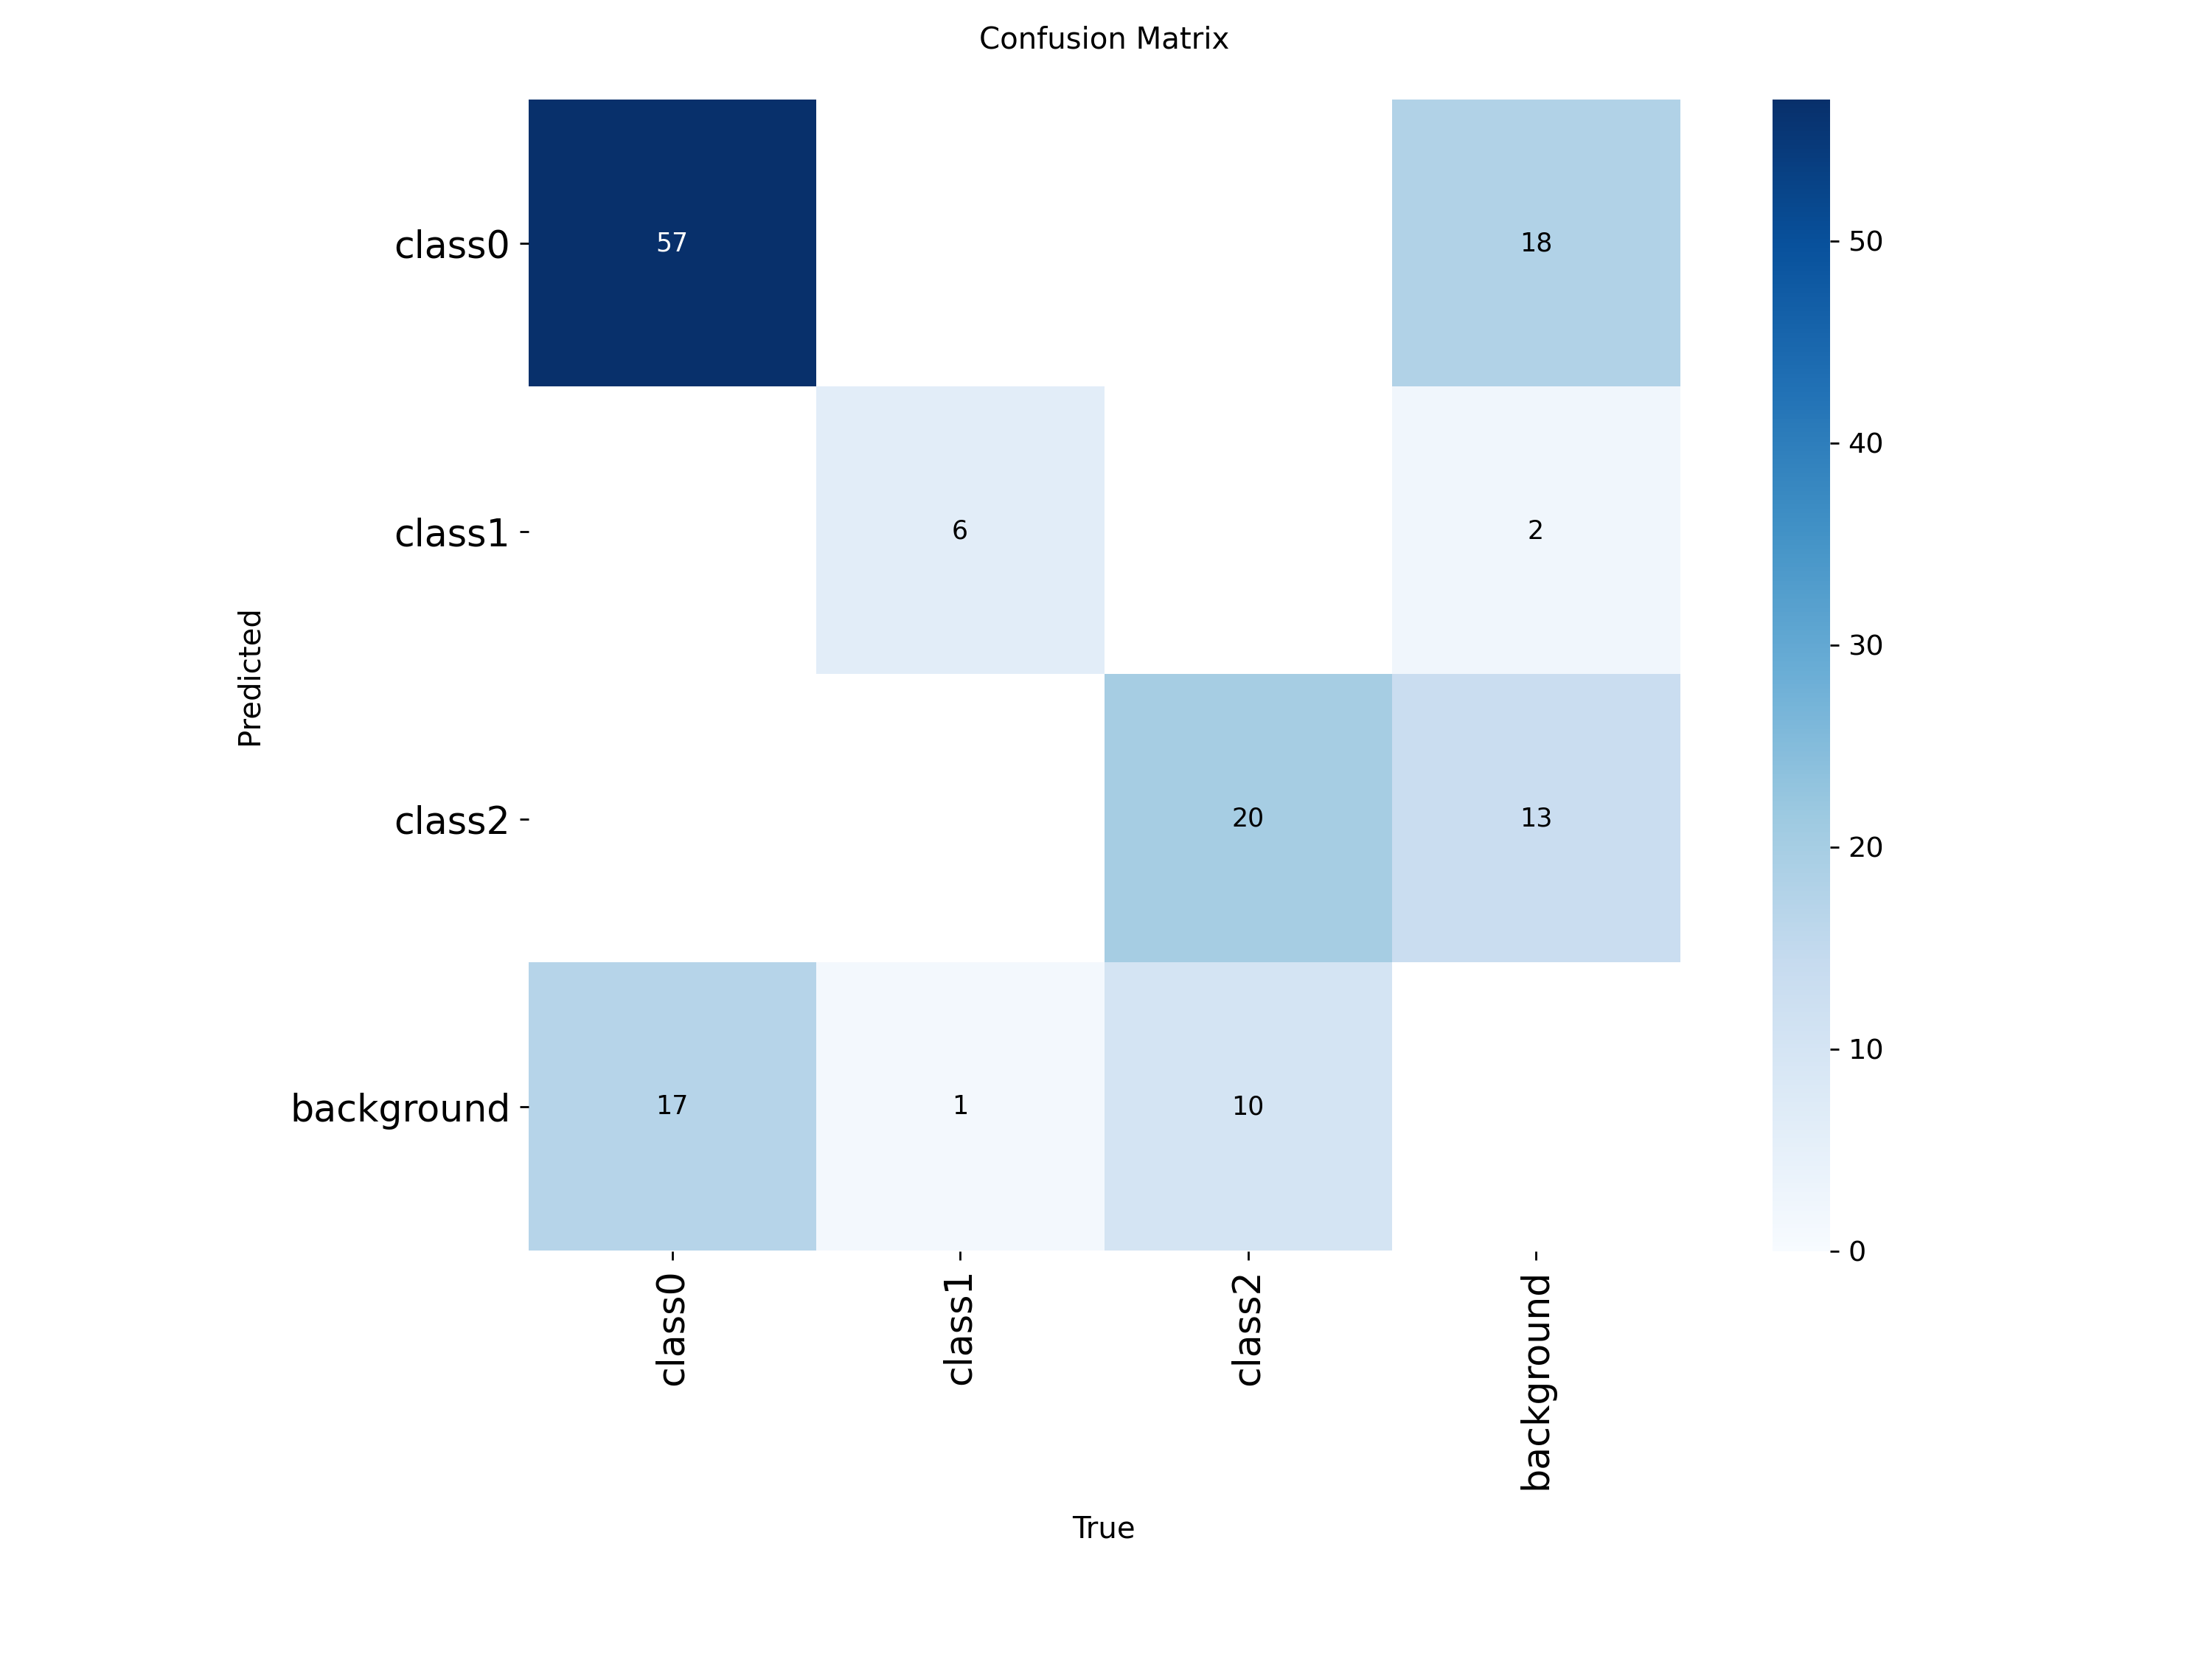 Confusion Matrix
class0
57
18
50
40
class1
6
2
Predicted
30
class2
20
13
20
10
background
17
1
10
0
class0
class1
class2
background
True